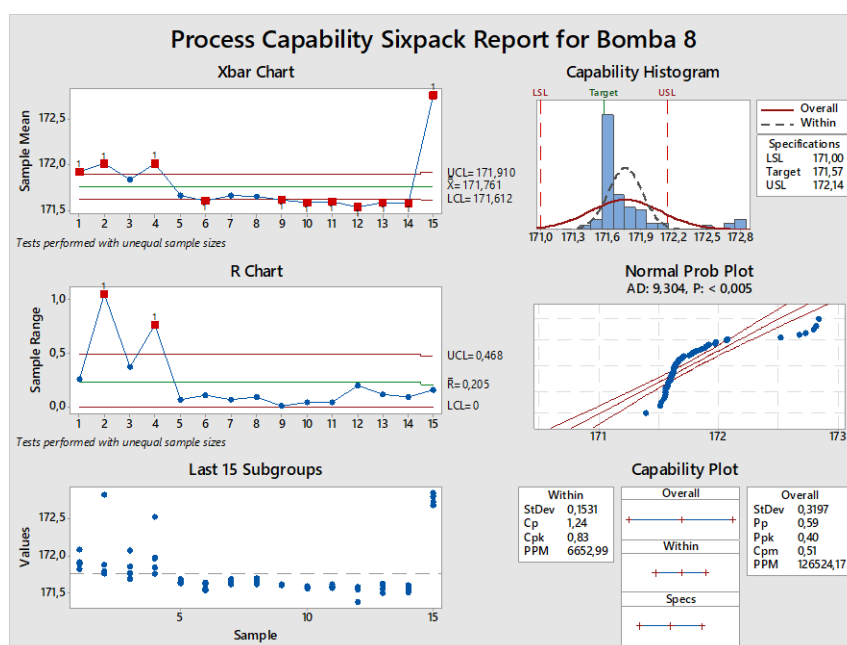 Process Capability Sixpack Report for Bomba 8
Xbar Chart
Sample Mean
172,5
172,0
171,5
1
1
1
1
1
1
1
1
1
1
1
1
UCL=171,910
X=171,761
LCL=171,612
1 2 3 4 5 6 7 8 9 10 11 12 13 14 15
Tests performed with unequal sample sizes
R Chart
Sample Range
1,0
0,5
0,0
1
1
UCL=0,468
R=0,205
LCL=0
1 2 3 4 5 6 7 8 9 10 11 12 13 14 15
Tests performed with unequal sample sizes
Last 15 Subgroups
Values
172,5
172,0
171,5
5 10 15
Sample
Capability Histogram
LSL Target USL
171,0 171,3 171,6 171,9 172,2 172,5 172,8
Overall
Within
Specifications
LSL 171,00
Target 171,57
USL 172,14
Normal Prob Plot
AD: 9,304, P: < 0,005
171 172 173
Capability Plot
Within
StDev 0,1531
Cp 1,24
Cpk 0,83
PPM 6652,99
Overall
Within
Specs
Overall
StDev 0,3197
Pp 0,59
Ppk 0,40
Cpm 0,51
PPM 126524,17